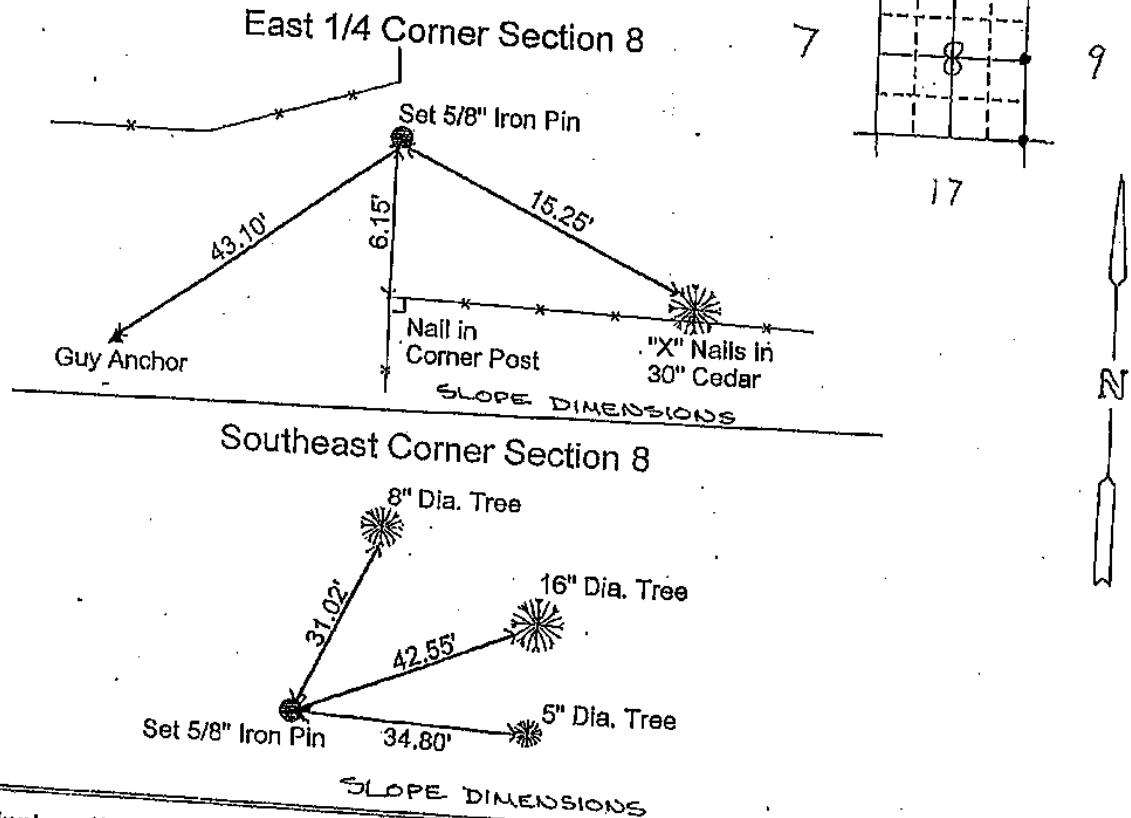 East 1/4 Corner Section 8
7
8
9
17
Set 5/8" Iron Pin
43.10'
6.15'
15.25'
Guy Anchor
Nail in
Corner Post
"X" Nails in
30" Cedar
SLOPE DIMENSIONS
N
Southeast Corner Section 8
8" Dia. Tree
16" Dia. Tree
31.02'
42.55'
5" Dia. Tree
Set 5/8" Iron Pin
34.80'
SLOPE DIMENSIONS